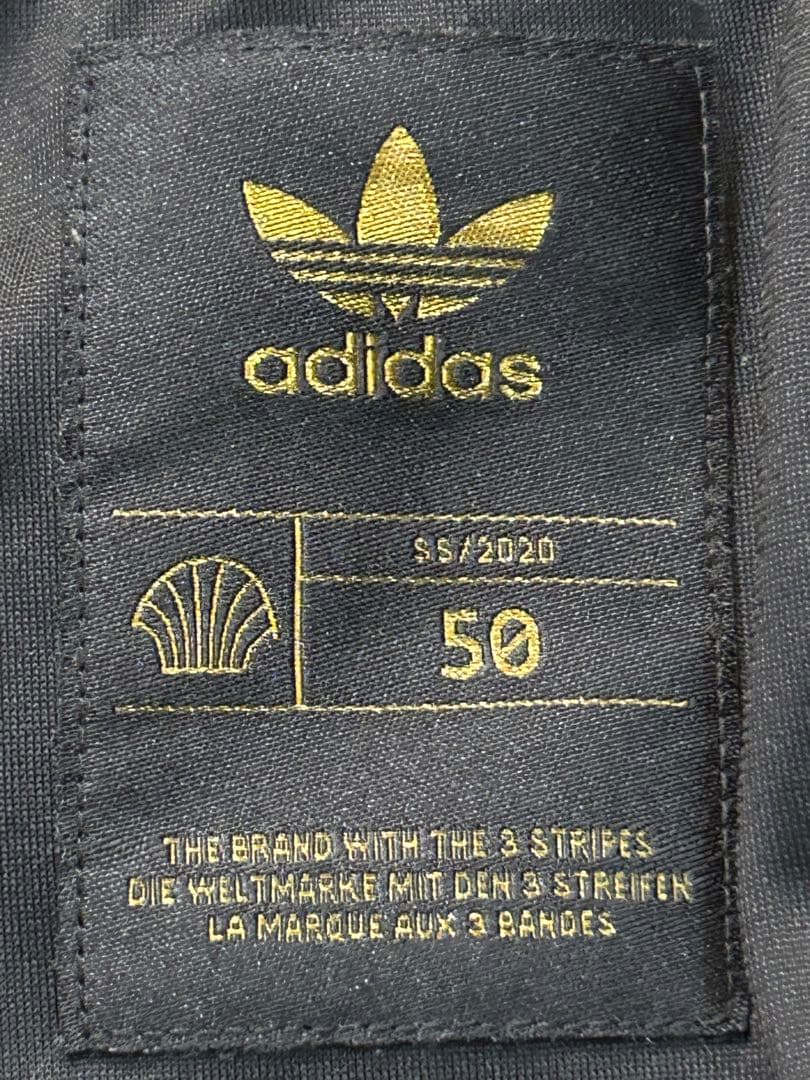 adidas
SS/2020
50
THE BRAND WITH THE 3 STRIPES
DIE WELTMARKE MIT DEN 3 STREIFEN
LA MARQUE AUX 3 BANDES